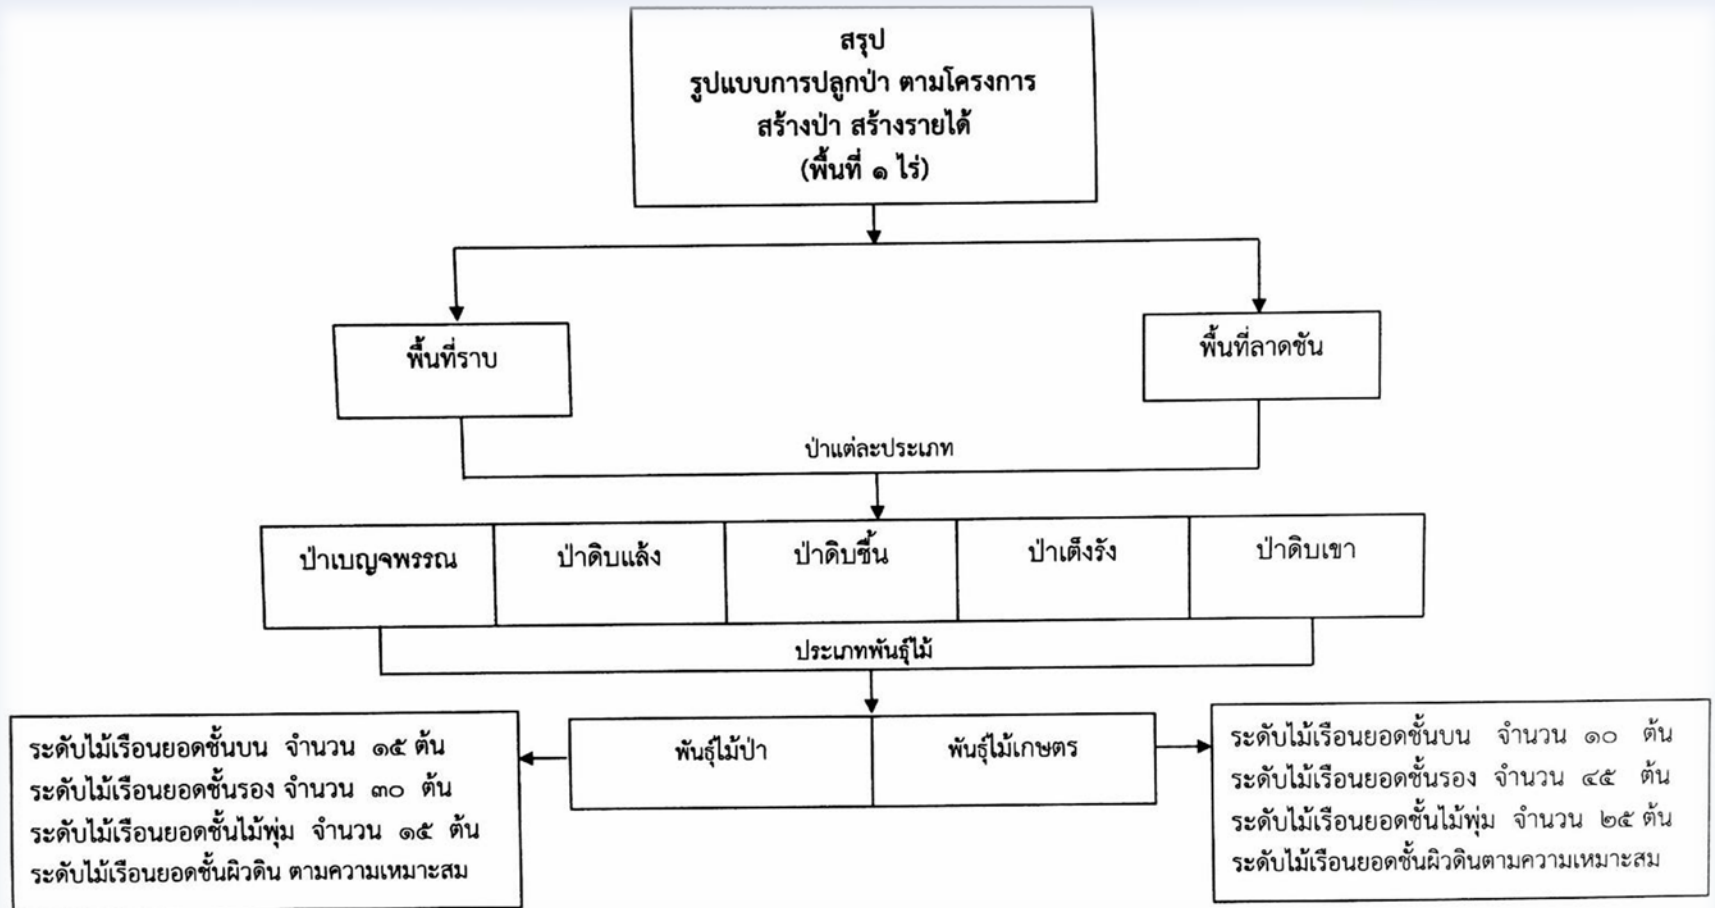 สรุป
รูปแบบการปลูกป่า ตามโครงการ
สร้างป่า สร้างรายได้
(พื้นที่ ๑ ไร่)
พื้นที่ราบ
พื้นที่ลาดชัน
ป่าแต่ละประเภท
ป่าเบญจพรรณ
ป่าดิบแล้ง
ป่าดิบชื้น
ป่าเต็งรัง
ป่าดิบเขา
ประเภทพันธุ์ไม้
ระดับไม้เรือนยอดชั้นบน จำนวน ๑๕ ต้น
ระดับไม้เรือนยอดชั้นรอง จำนวน ๓๐ ต้น
ระดับไม้เรือนยอดชั้นไม้พุ่ม จำนวน ๑๕ ต้น
ระดับไม้เรือนยอดชั้นผิวดิน ตามความเหมาะสม
พันธุ์ไม้ป่า
พันธุ์ไม้เกษตร
ระดับไม้เรือนยอดชั้นบน จำนวน ๑๐ ต้น
ระดับไม้เรือนยอดชั้นรอง จำนวน ๔๕ ต้น
ระดับไม้เรือนยอดชั้นไม้พุ่ม จำนวน ๒๕ ต้น
ระดับไม้เรือนยอดชั้นผิวดินตามความเหมาะสม